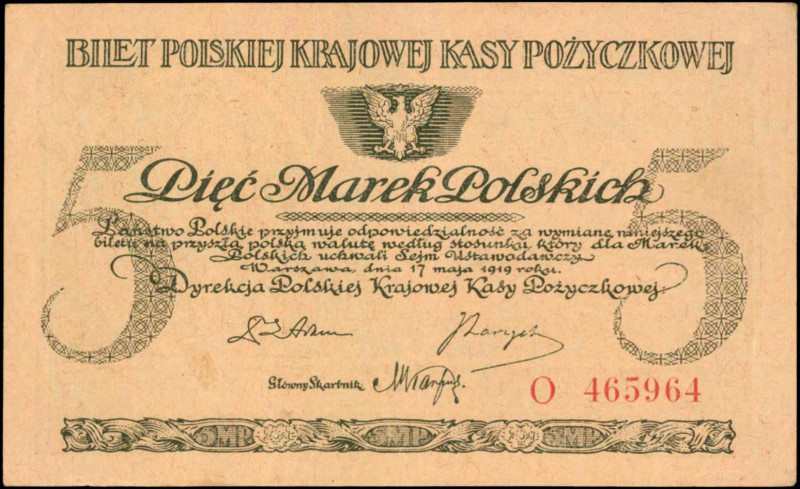 BILET POLSKIEJ KRAJOWEJ KASY POŻYCZKOWEJ
5 5
Pięć Marek Polskich
Państwo Polskie przyjmuje odpowiedzialność za wymianę niniejszego
biletu na przyszłą polską walutę według stosunku, który dla Marek
Polskich uchwali Sejm Ustawodawczy
Warszawa, dnia 17 maja 1919 roku.
Dyrekcja Polskiej Krajowej Kasy Pożyczkowej:
Główny Skarbnik
O 465964
5MP 5MP 5MP